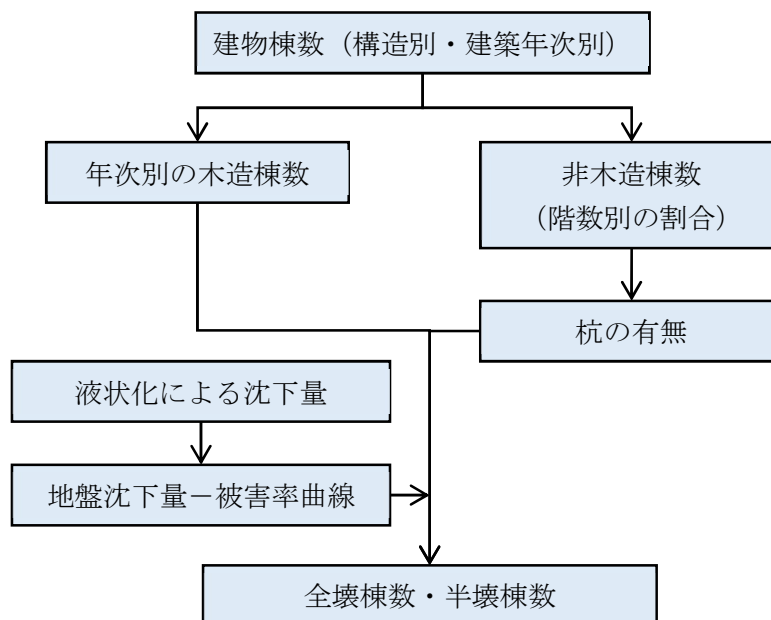 建物棟数（構造別・建築年次別）
年次別の木造棟数
非木造棟数
（階数別の割合）
杭の有無
液状化による沈下量
地盤沈下量－被害率曲線
全壊棟数・半壊棟数